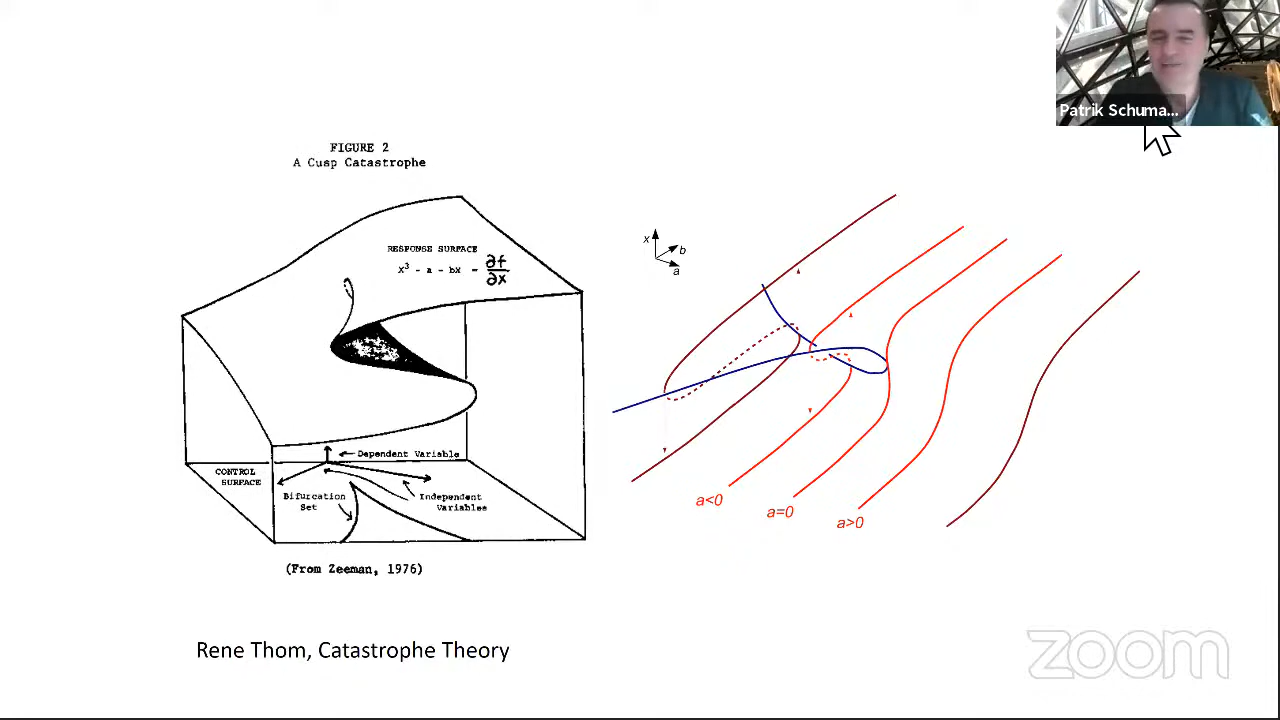 Patrik Schuma...
FIGURE 2
A Cusp Catastrophe
RESPONSE SURFACE
x³ - a - bx = ∂f/∂x
x
b
a
Dependent Variable
CONTROL
SURFACE
Bifurcation
Set
Independent
Variables
a<0
a=0
a>0
(From Zeeman, 1976)
Rene Thom, Catastrophe Theory
zoom